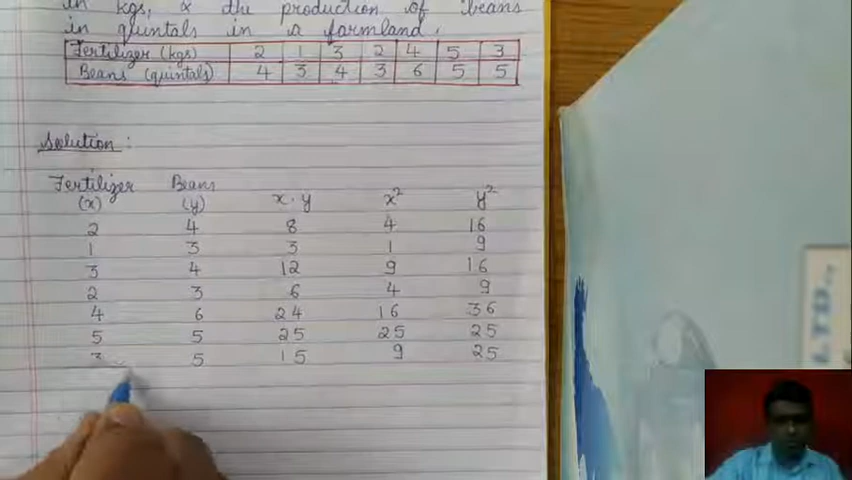 in kgs, & the production of beans
in quintals in a farmland.
Fertilizer (kgs) 2 1 3 2 4 5 3
Beans (quintals) 4 3 4 3 6 5 5
Solution :
Fertilizer Beans
(x) (y) x·y x² y²
2 4 8 4 16
1 3 3 1 9
3 4 12 9 16
2 3 6 4 9
4 6 24 16 36
5 5 25 25 25
3 5 15 9 25
LTD.